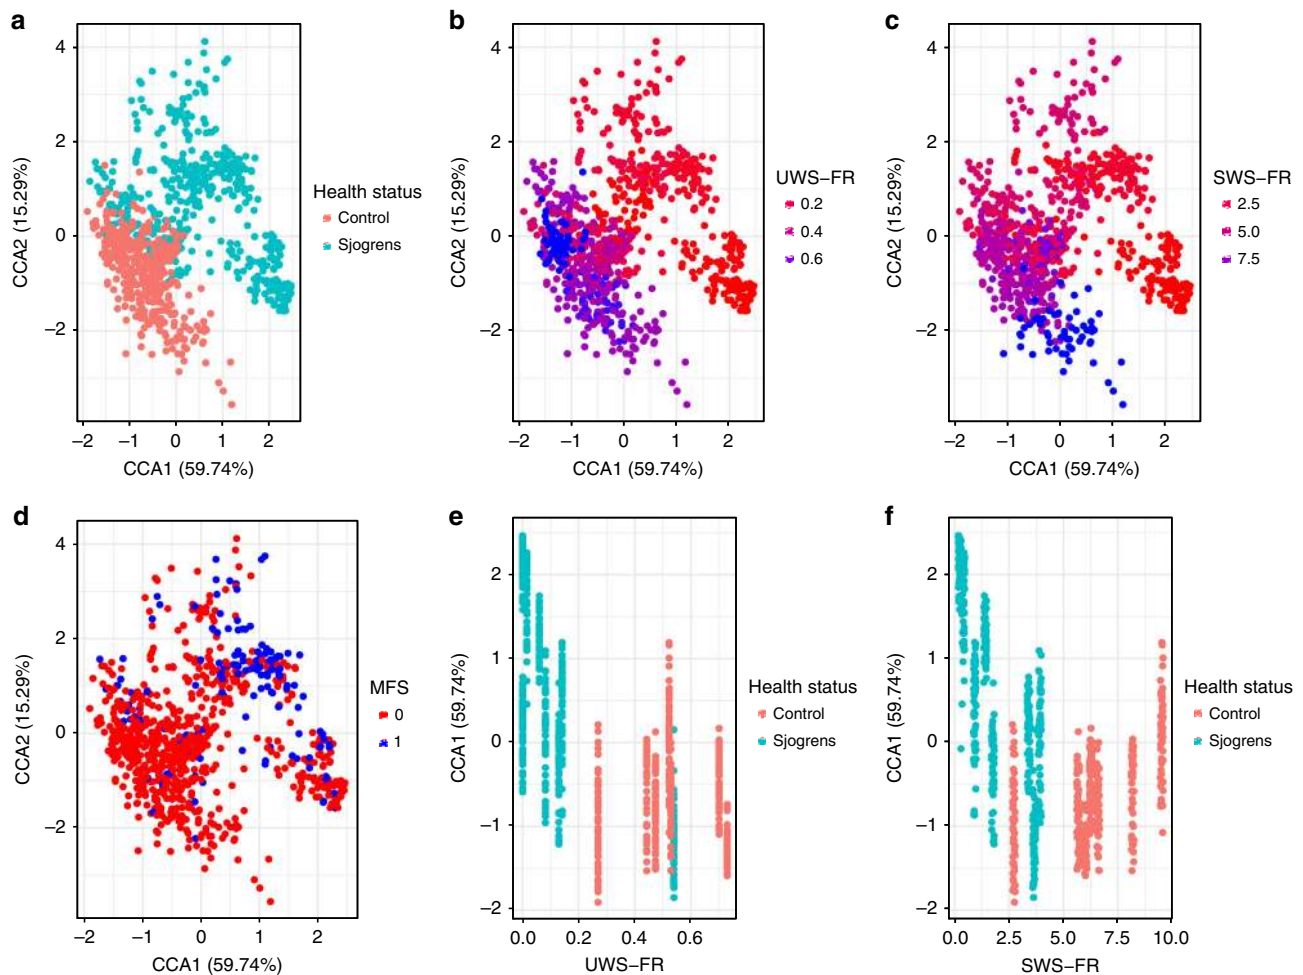 a
4
2
0
−2
−2
−1
0
1
2
CCA2 (15.29%)
CCA1 (59.74%)
Health status
Control
Sjogrens
b
2
0
−2
−2
−1
0
1
2
CCA2 (15.29%)
CCA1 (59.74%)
UWS−FR
0.2
0.4
0.6
c
4
2
0
−2
−2
−1
0
1
2
CCA2 (15.29%)
CCA1 (59.74%)
SWS−FR
2.5
5.0
7.5
d
4
2
0
−2
−2
−1
0
1
2
CCA2 (15.29%)
CCA1 (59.74%)
MFS
0
1
e
2
1
0
−1
−2
0.0
0.2
0.4
0.6
CCA1 (59.74%)
UWS−FR
Health status
Control
Sjogrens
f
2
1
0
−1
−2
0.0
2.5
5.0
7.5
10.0
CCA1 (59.74%)
SWS−FR
Health status
Control
Sjogrens